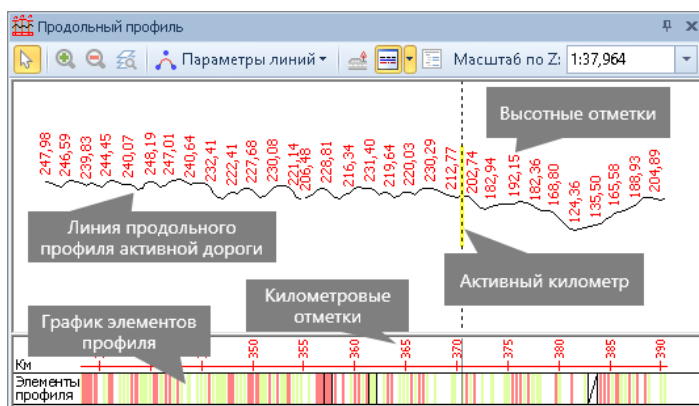 Продольный профиль
Параметры линий
Масштаб по Z: 1:37,964
Высотные отметки
247,98
246,59
239,83
244,45
240,07
248,19
247,01
240,64
232,41
222,41
227,68
230,08
221,14
206,48
228,81
216,34
231,40
219,64
220,03
230,29
212,77
202,74
182,94
192,15
182,36
168,80
124,36
135,50
165,58
188,93
204,89
Линия продольного
профиля активной дороги
Активный километр
Километровые
отметки
График элементов
профиля
Км
350
355
360
365
370
375
380
385
390
Элементы
профиля